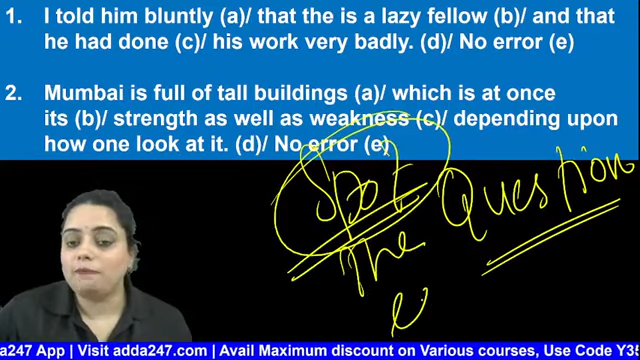 1. I told him bluntly (a)/ that the is a lazy fellow (b)/ and that
he had done (c)/ his work very badly. (d)/ No error (e)
2. Mumbai is full of tall buildings (a)/ which is at once
its (b)/ strength as well as weakness (c)/ depending upon
how one look at it. (d)/ No error (e)
Spot Question
The
e
a247 App | Visit adda247.com | Avail Maximum discount on Various courses, Use Code Y35